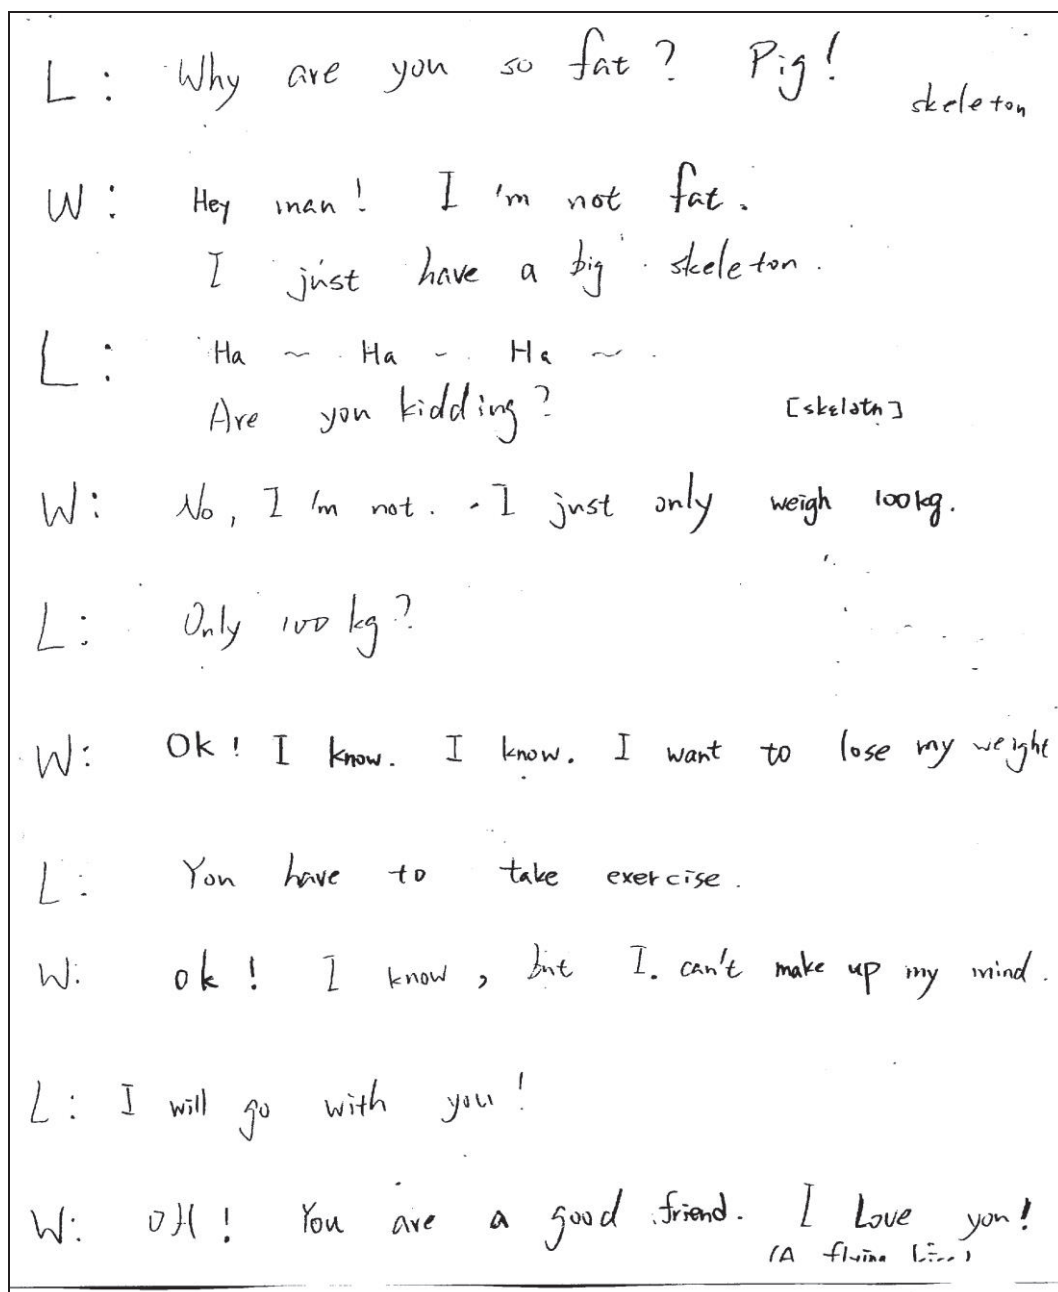 L : Why are you so fat ? Pig !
skeleton
W : Hey man ! I'm not fat .
I just have a big skeleton .
L : Ha ~ Ha ~ Ha ~
Are you kidding ?
[skɛlətn]
W : No , I'm not . I just only weigh 100kg .
L : Only 100 kg ?
W : Ok ! I know . I know . I want to lose my weight
L : You have to take exercise .
W : ok ! I know , but I can't make up my mind .
L : I will go with you !
W : OH ! You are a good friend . I Love you !
(A flying